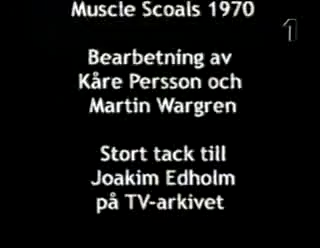 Muscle Scoals 1970
1
Bearbetning av
Kåre Persson och
Martin Wargren
Stort tack till
Joakim Edholm
på TV-arkivet